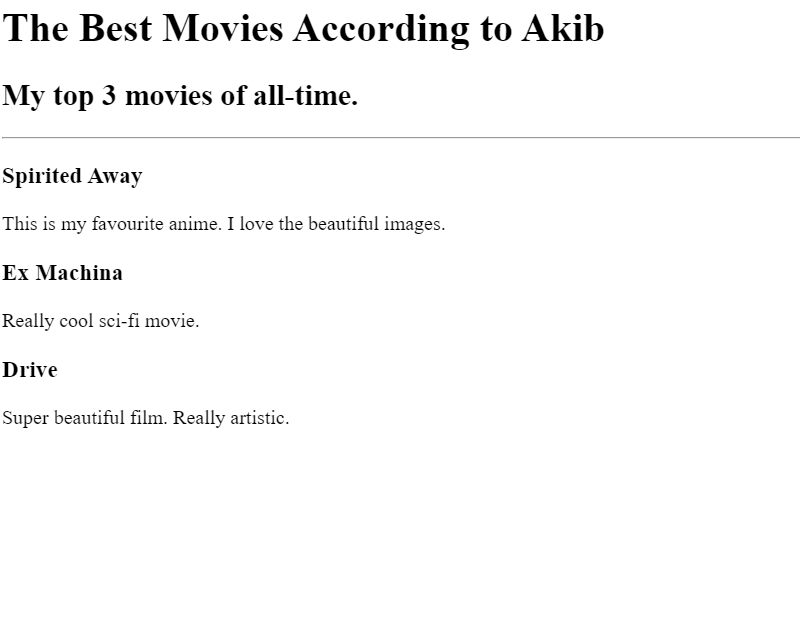 The Best Movies According to Akib
My top 3 movies of all-time.
Spirited Away
This is my favourite anime. I love the beautiful images.
Ex Machina
Really cool sci-fi movie.
Drive
Super beautiful film. Really artistic.